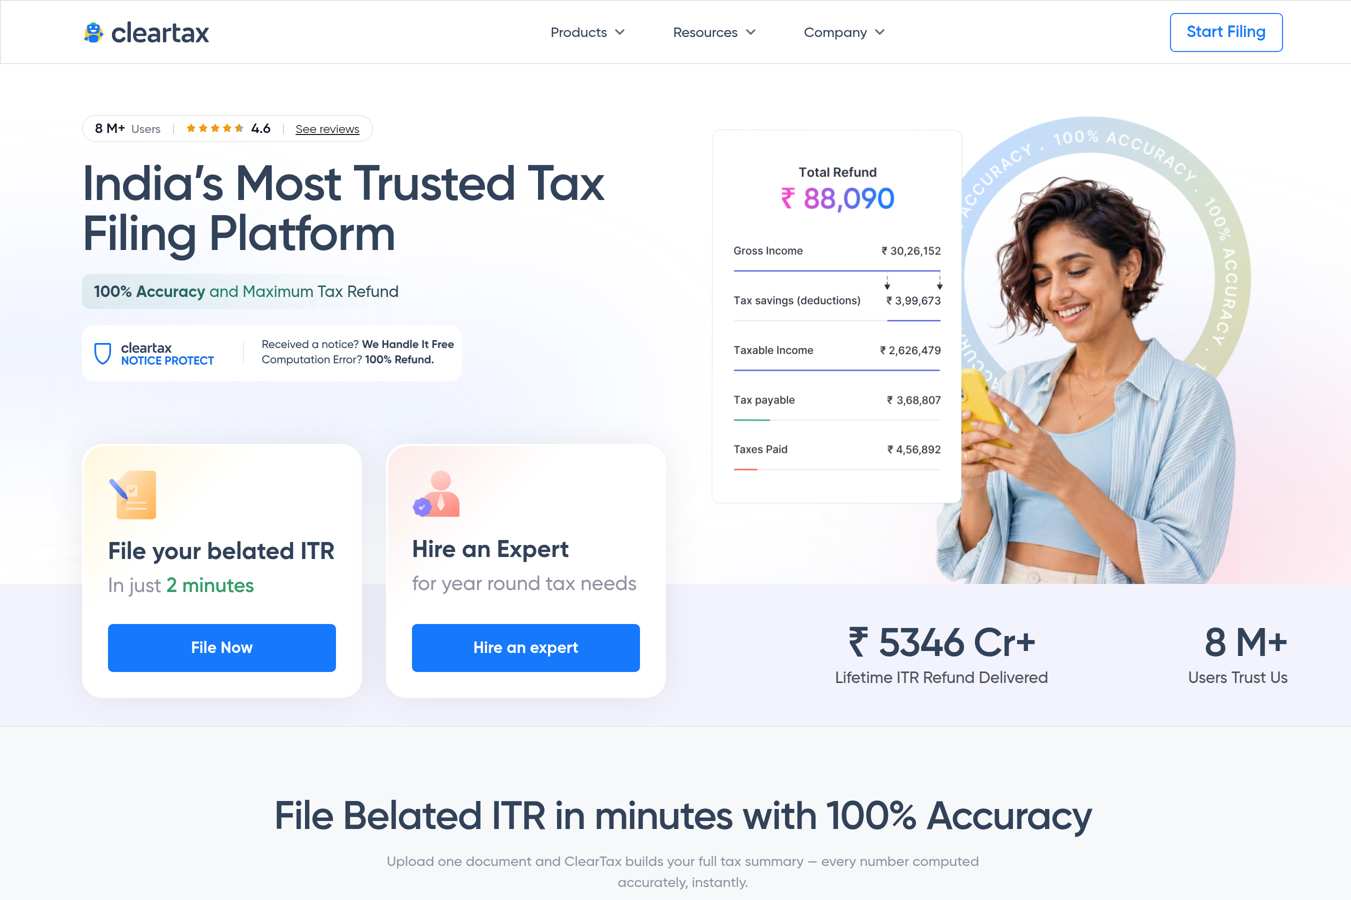 cleartax
Products
Resources
Company
Start Filing
8 M+ Users
4.6
See reviews
India’s Most Trusted Tax
Filing Platform
100% Accuracy and Maximum Tax Refund
cleartax
NOTICE PROTECT
Received a notice? We Handle It Free
Computation Error? 100% Refund.
File your belated ITR
In just 2 minutes
File Now
Hire an Expert
for year round tax needs
Hire an expert
Total Refund
₹ 88,090
Gross Income ₹ 30,26,152
Tax savings (deductions) ₹ 3,99,673
Taxable Income ₹ 2,626,479
Tax payable ₹ 3,68,807
Taxes Paid ₹ 4,56,892
ACCURACY . 100% ACCURACY . 100% ACCURACY .
₹ 5346 Cr+
Lifetime ITR Refund Delivered
8 M+
Users Trust Us
File Belated ITR in minutes with 100% Accuracy
Upload one document and ClearTax builds your full tax summary — every number computed
accurately, instantly.